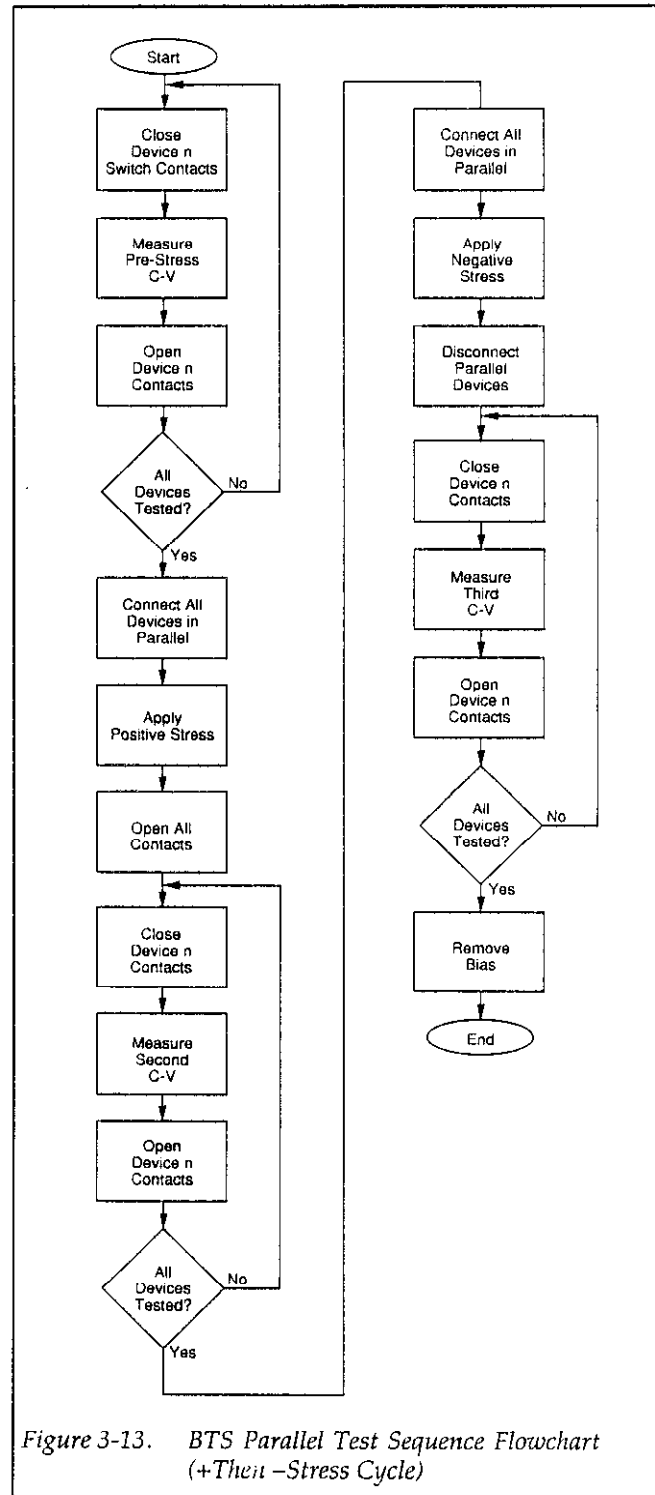 Start
Close
Device n
Switch Contacts
Measure
Pre-Stress
C-V
Open
Device n
Contacts
All
Devices
Tested?
No
Yes
Connect All
Devices in
Parallel
Apply
Positive Stress
Open All
Contacts
Close
Device n
Contacts
Measure
Second
C-V
Open
Device n
Contacts
All
Devices
Tested?
No
Yes
Connect All
Devices in
Parallel
Apply
Negative
Stress
Disconnect
Parallel
Devices
Close
Device n
Contacts
Measure
Third
C-V
Open
Device n
Contacts
All
Devices
Tested?
No
Yes
Remove
Bias
End
Figure 3-13. BTS Parallel Test Sequence Flowchart
(+Then –Stress Cycle)